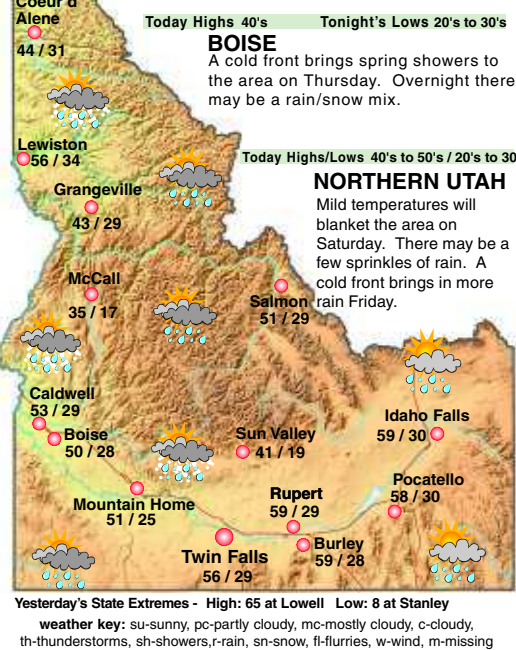 Coeur d'
Alene
44 / 31
Today Highs 40's Tonight's Lows 20's to 30's
BOISE
A cold front brings spring showers to
the area on Thursday. Overnight there
may be a rain/snow mix.
Lewiston
56 / 34
Today Highs/Lows 40's to 50's / 20's to 30
NORTHERN UTAH
Mild temperatures will
blanket the area on
Saturday. There may be a
few sprinkles of rain. A
cold front brings in more
rain Friday.
Grangeville
43 / 29
McCall
35 / 17
Salmon
51 / 29
Caldwell
53 / 29
Boise
50 / 28
Sun Valley
41 / 19
Idaho Falls
59 / 30
Mountain Home
51 / 25
Rupert
59 / 29
Pocatello
58 / 30
Twin Falls
56 / 29
Burley
59 / 28
Yesterday's State Extremes - High: 65 at Lowell Low: 8 at Stanley
weather key: su-sunny, pc-partly cloudy, mc-mostly cloudy, c-cloudy,
th-thunderstorms, sh-showers,r-rain, sn-snow, fl-flurries, w-wind, m-missing